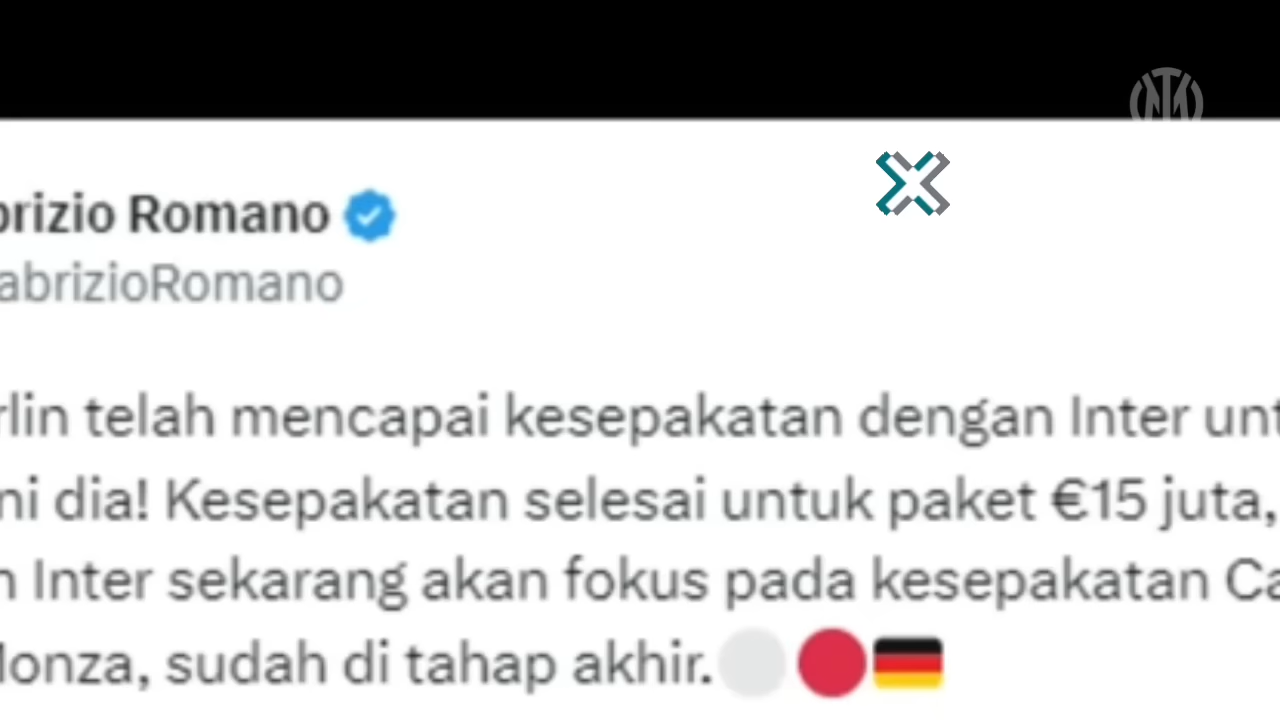 brizio Romano
abrizioRomano
rlin telah mencapai kesepakatan dengan Inter unt
ni dia! Kesepakatan selesai untuk paket €15 juta,
n Inter sekarang akan fokus pada kesepakatan Ca
onza, sudah di tahap akhir.